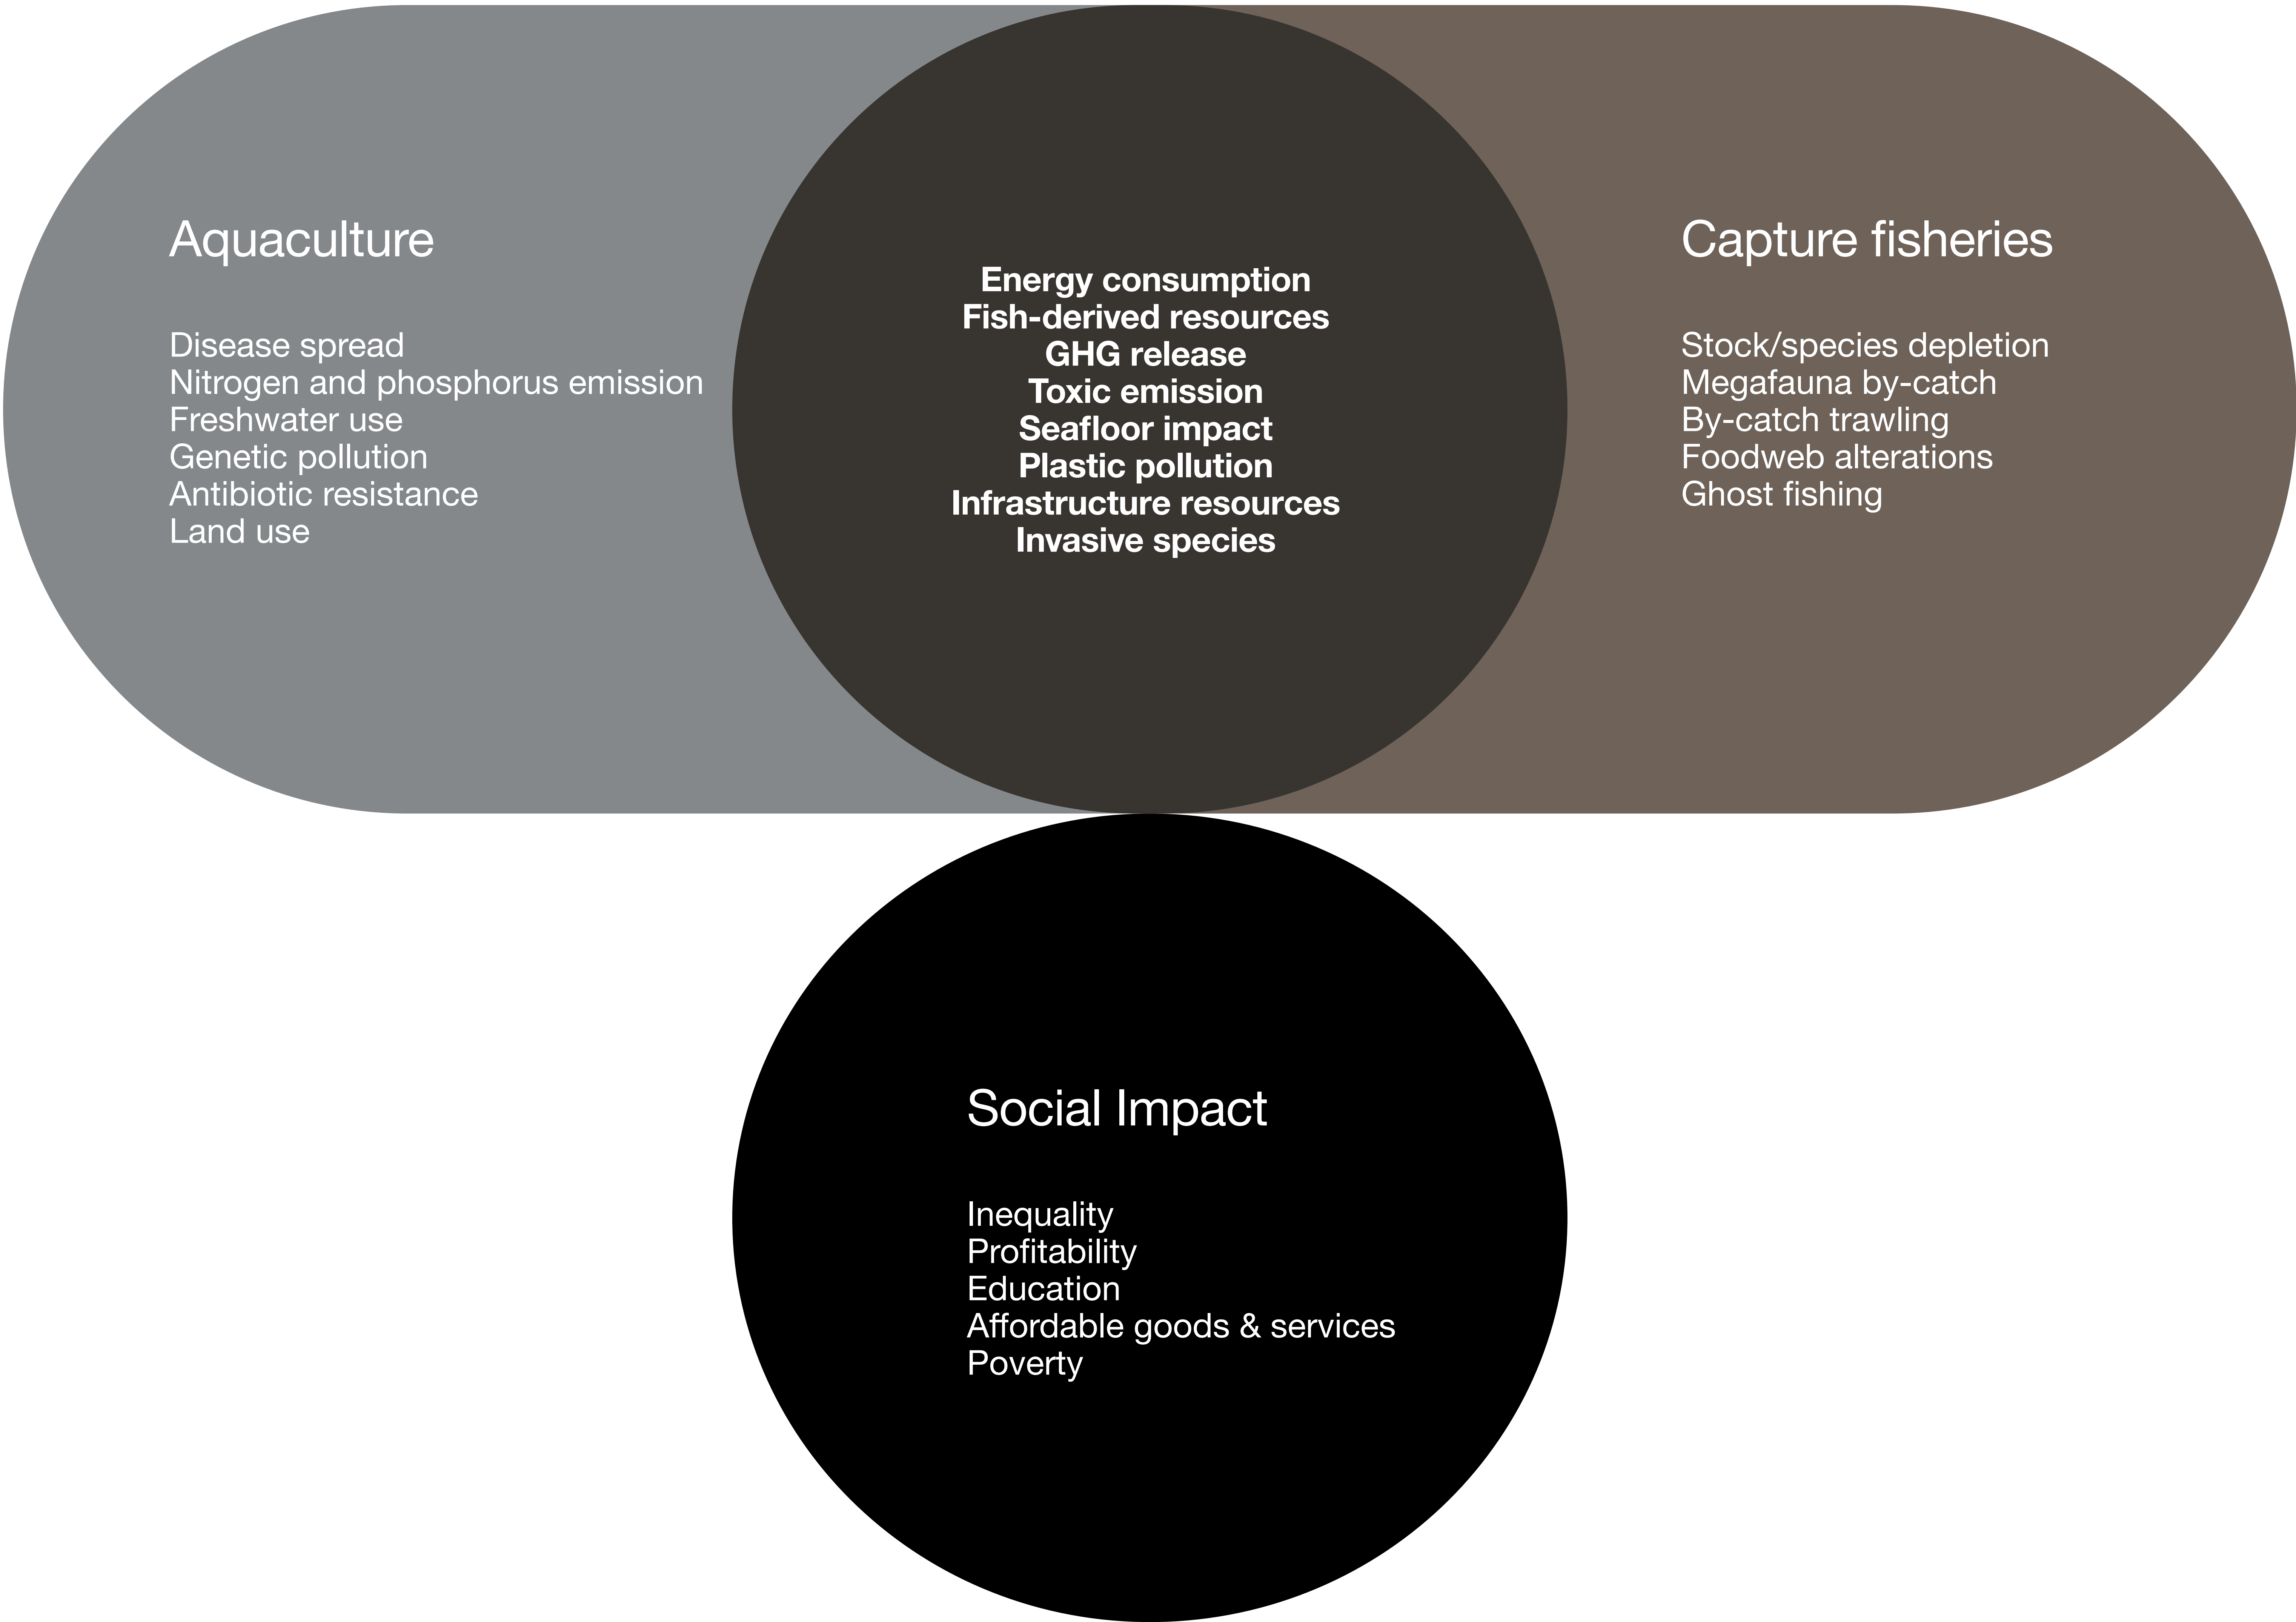 Aquaculture
Disease spread
Nitrogen and phosphorus emission
Freshwater use
Genetic pollution
Antibiotic resistance
Land use
Energy consumption
Fish-derived resources
GHG release
Toxic emission
Seafloor impact
Plastic pollution
Infrastructure resources
Invasive species
Capture fisheries
Stock/species depletion
Megafauna by-catch
By-catch trawling
Foodweb alterations
Ghost fishing
Social Impact
Inequality
Profitability
Education
Affordable goods & services
Poverty